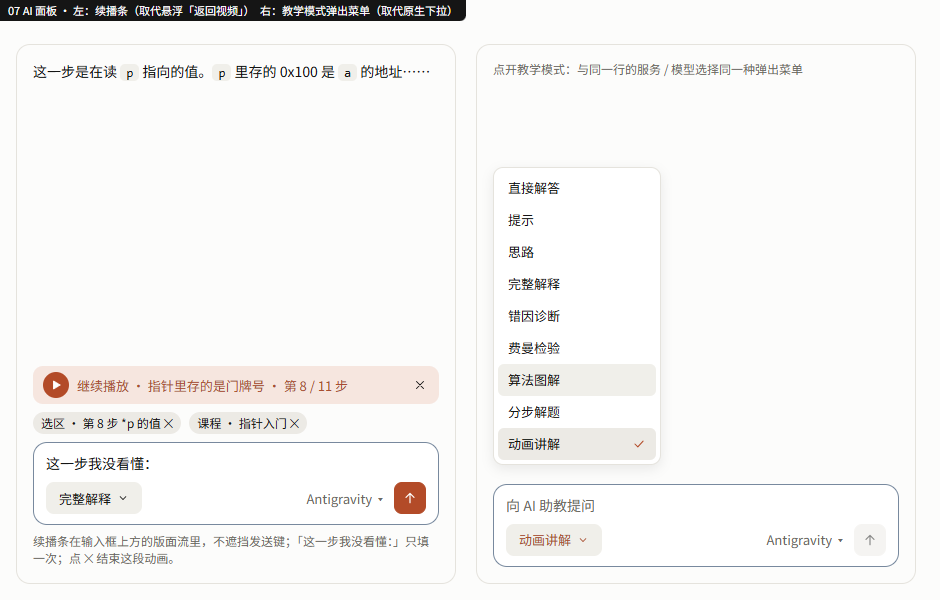 07 AI 面板 · 左：续播条（取代悬浮「返回视频」） 右：教学模式弹出菜单（取代原生下拉）
这一步是在读 p 指向的值。 p 里存的 0x100 是 a 的地址……
继续播放 · 指针里存的是门牌号 · 第 8 / 11 步 ×
选区 · 第 8 步 *p 的值 × 课程 · 指针入门 ×
这一步我没看懂：
完整解释
Antigravity
续播条在输入框上方的版面流里，不遮挡发送键；「这一步我没看懂：」只填
一次；点 × 结束这段动画。
点开教学模式：与同一行的服务 / 模型选择同一种弹出菜单
直接解答
提示
思路
完整解释
错因诊断
费曼检验
算法图解
分步解题
动画讲解
向 AI 助教提问
动画讲解
Antigravity